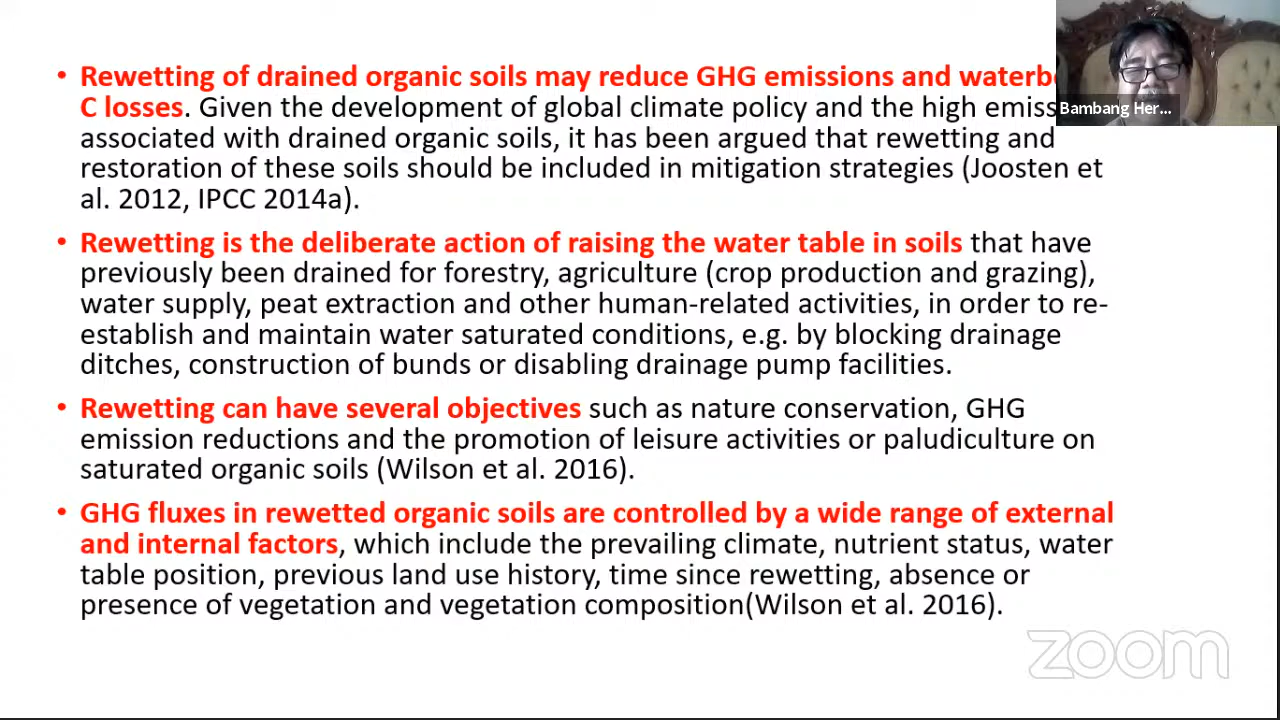 • Rewetting of drained organic soils may reduce GHG emissions and
C losses. Given the development of global climate policy and the high
associated with drained organic soils, it has been argued that rewetting and
restoration of these soils should be included in mitigation strategies (Joosten et
al. 2012, IPCC 2014a).
• Rewetting is the deliberate action of raising the water table in soils that have
previously been drained for forestry, agriculture (crop production and grazing),
water supply, peat extraction and other human-related activities, in order to re-
establish and maintain water saturated conditions, e.g. by blocking drainage
ditches, construction of bunds or disabling drainage pump facilities.
• Rewetting can have several objectives such as nature conservation, GHG
emission reductions and the promotion of leisure activities or paludiculture on
saturated organic soils (Wilson et al. 2016).
• GHG fluxes in rewetted organic soils are controlled by a wide range of external
and internal factors, which include the prevailing climate, nutrient status, water
table position, previous land use history, time since rewetting, absence or
presence of vegetation and vegetation composition(Wilson et al. 2016).
Bambang Her...
zoom